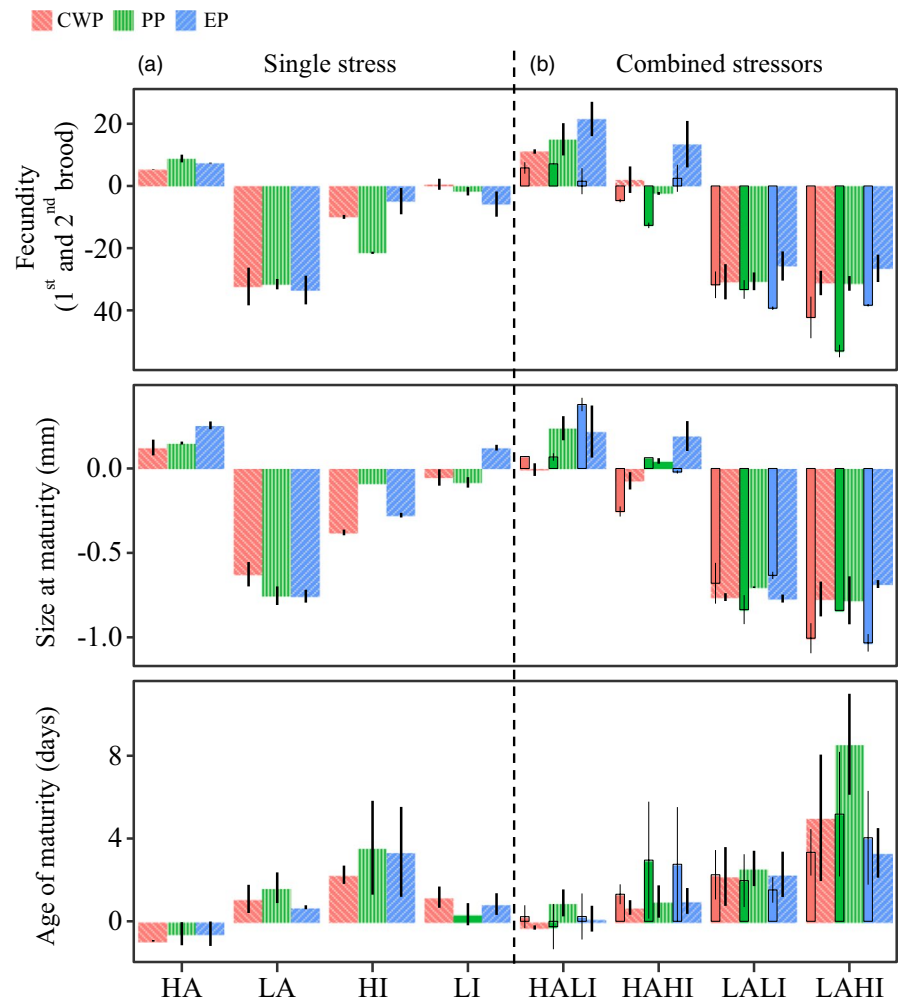 CWP PP EP
(a) Single stress (b) Combined stressors
Fecundity
(1st and 2nd brood)
20
0
-20
40
Size at maturity (mm)
0.0
-0.5
-1.0
Age of maturity (days)
8
4
0
HA LA HI LI HALI HAHI LALI LAHI